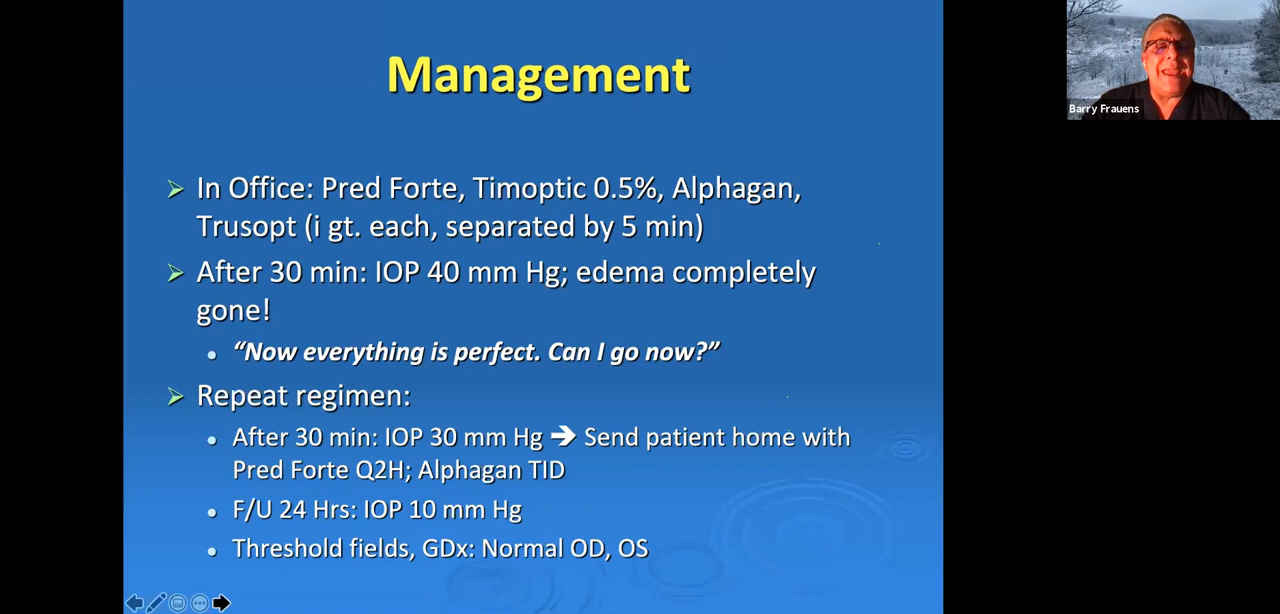 Management
In Office: Pred Forte, Timoptic 0.5%, Alphagan,
Trusopt (i gt. each, separated by 5 min)
After 30 min: IOP 40 mm Hg; edema completely
gone!
“Now everything is perfect. Can I go now?”
Repeat regimen:
After 30 min: IOP 30 mm Hg → Send patient home with
Pred Forte Q2H; Alphagan TID
F/U 24 Hrs: IOP 10 mm Hg
Threshold fields, GDx: Normal OD, OS
Barry Frauens